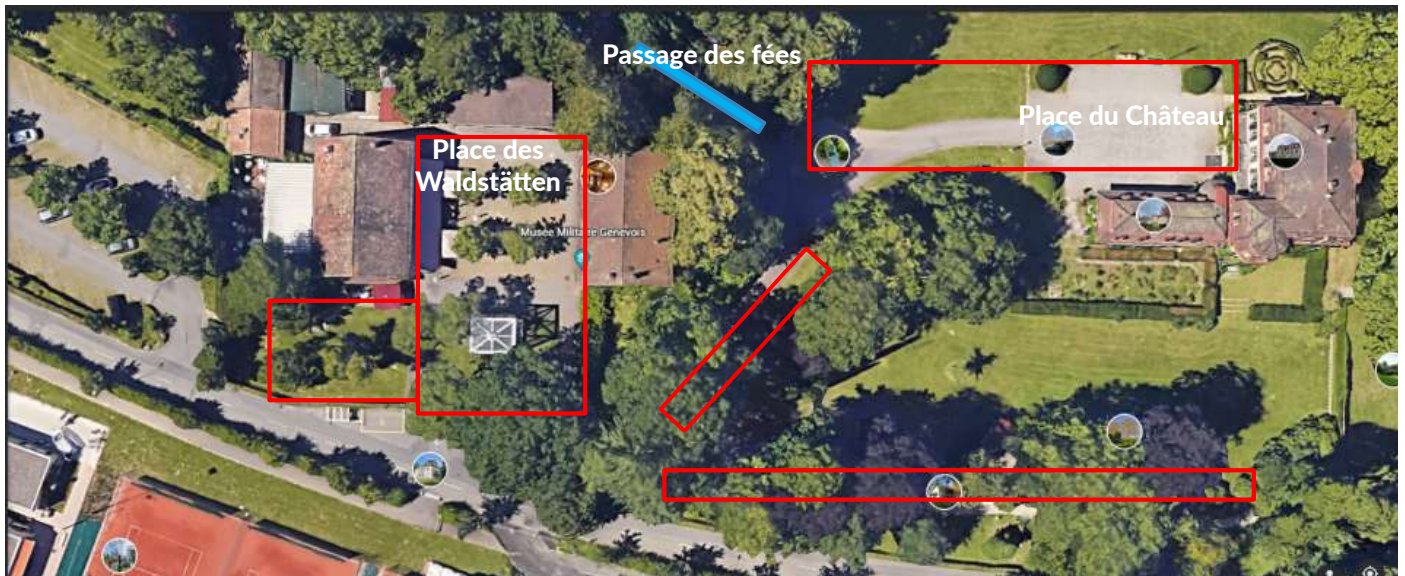 Passage des fées
Place du Château
Place des
Waldstätten
Musée Militaire Genevois